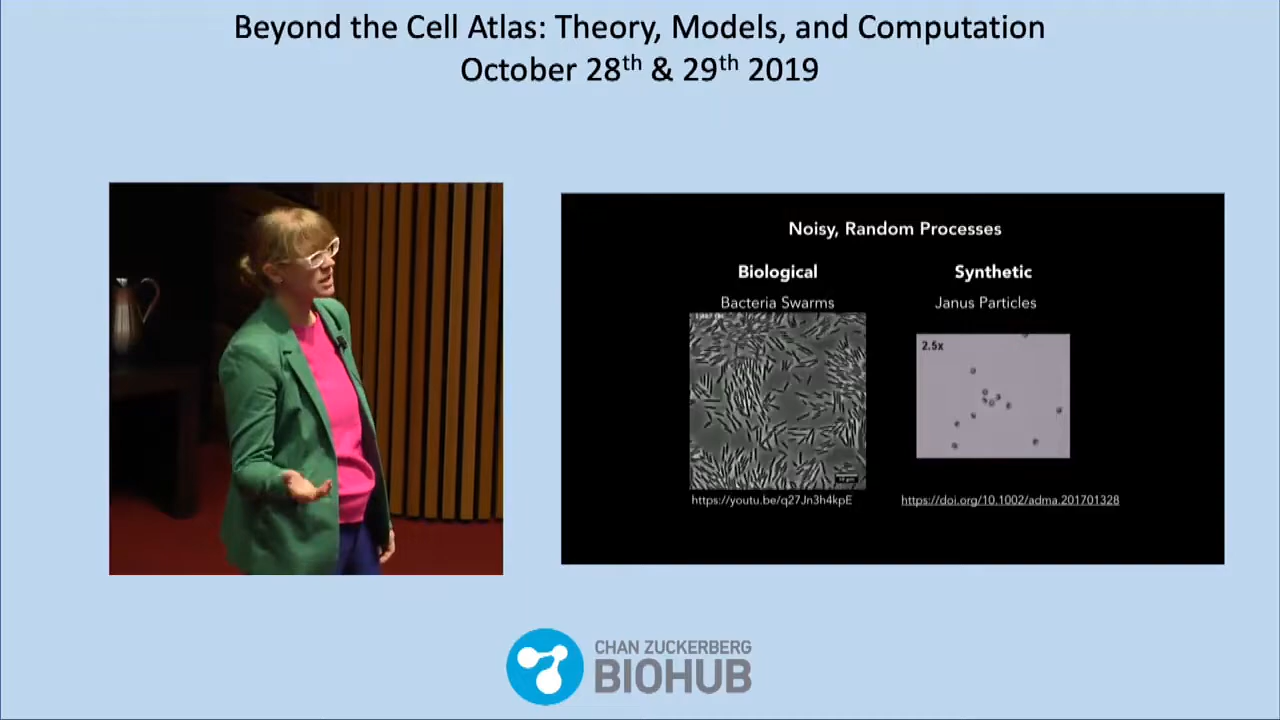 Beyond the Cell Atlas: Theory, Models, and Computation
October 28th & 29th 2019
Noisy, Random Processes
Biological
Synthetic
Bacteria Swarms
Janus Particles
2.5x
https://youtu.be/q27Jn3h4kpE
https://doi.org/10.1002/adma.201701328
CHAN ZUCKERBERG
BIOHUB